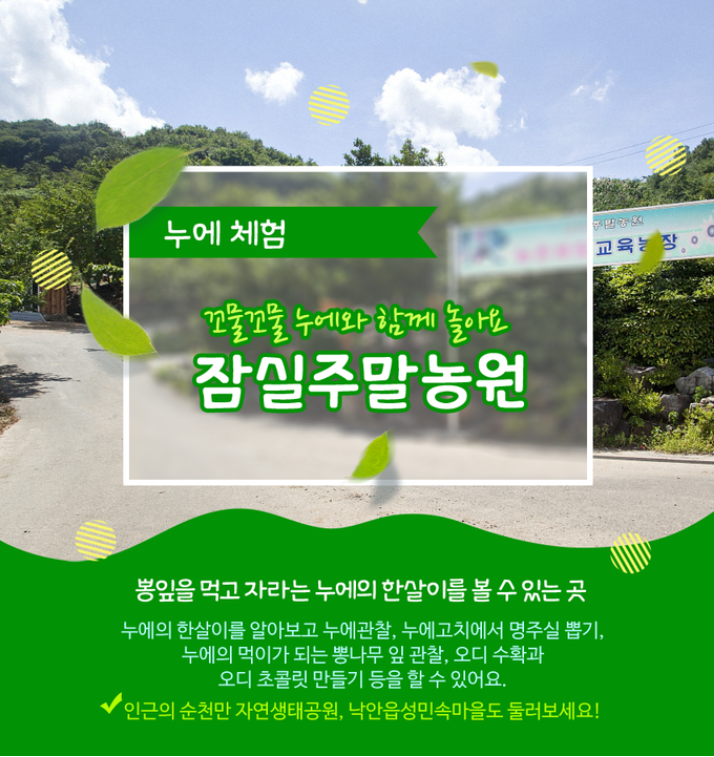 누에 체험
주말농원
교육농장
꼬물꼬물 누에와 함께 놀아요
잠실주말농원
뽕잎을 먹고 자라는 누에의 한살이를 볼 수 있는 곳
누에의 한살이를 알아보고 누에관찰, 누에고치에서 명주실 뽑기,
누에의 먹이가 되는 뽕나무 잎 관찰, 오디 수확과
오디 초콜릿 만들기 등을 할 수 있어요.
인근의 순천만 자연생태공원, 낙안읍성민속마을도 둘러보세요!